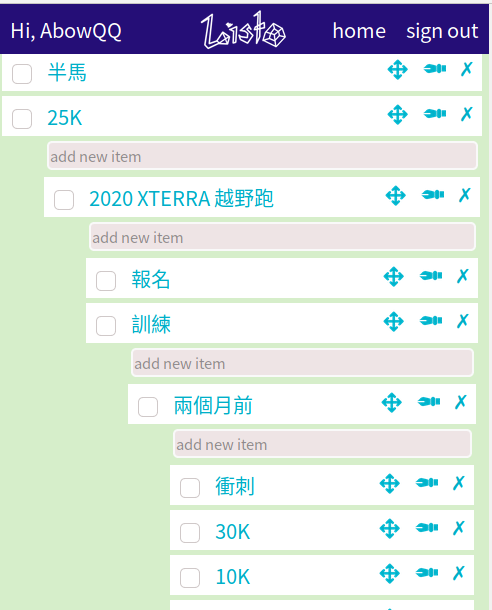 Hi, AbowQQ Listo home sign out
半馬
25K
add new item
2020 XTERRA 越野跑
add new item
報名
訓練
add new item
兩個月前
add new item
衝刺
30K
10K